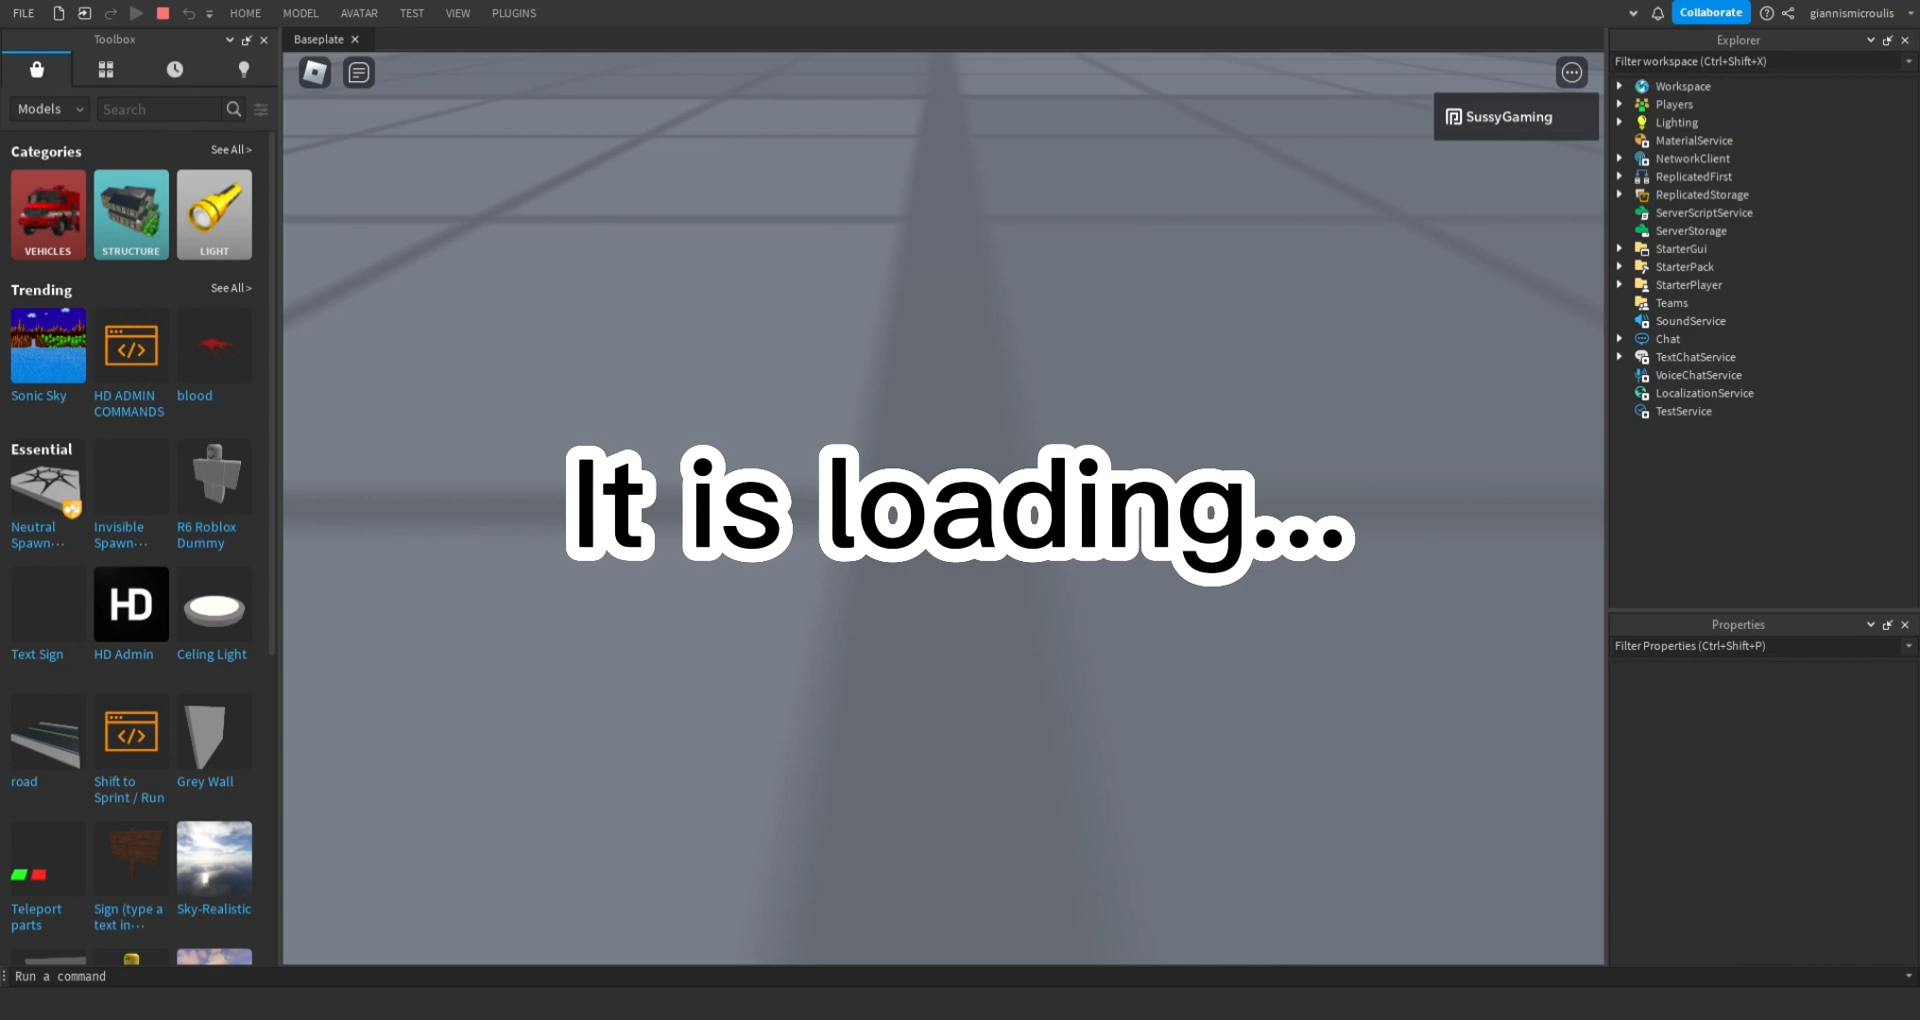 FILE HOME MODEL AVATAR TEST VIEW PLUGINS Collaborate giannismicroulis
Toolbox
Models Search
Categories See All >
VEHICLES STRUCTURE LIGHT
Trending See All >
Sonic Sky HD ADMIN COMMANDS blood
Essential
Neutral Spawn... Invisible Spawn... R6 Roblox Dummy
HD
Text Sign HD Admin Celing Light
road Shift to Sprint / Run Grey Wall
Teleport parts Sign (type a text in... Sky-Realistic
Baseplate
SussyGaming
It is loading...
Explorer
Filter workspace (Ctrl+Shift+X)
Workspace
Players
Lighting
MaterialService
NetworkClient
ReplicatedFirst
ReplicatedStorage
ServerScriptService
ServerStorage
StarterGui
StarterPack
StarterPlayer
Teams
SoundService
Chat
TextChatService
VoiceChatService
LocalizationService
TestService
Properties
Filter Properties (Ctrl+Shift+P)
Run a command